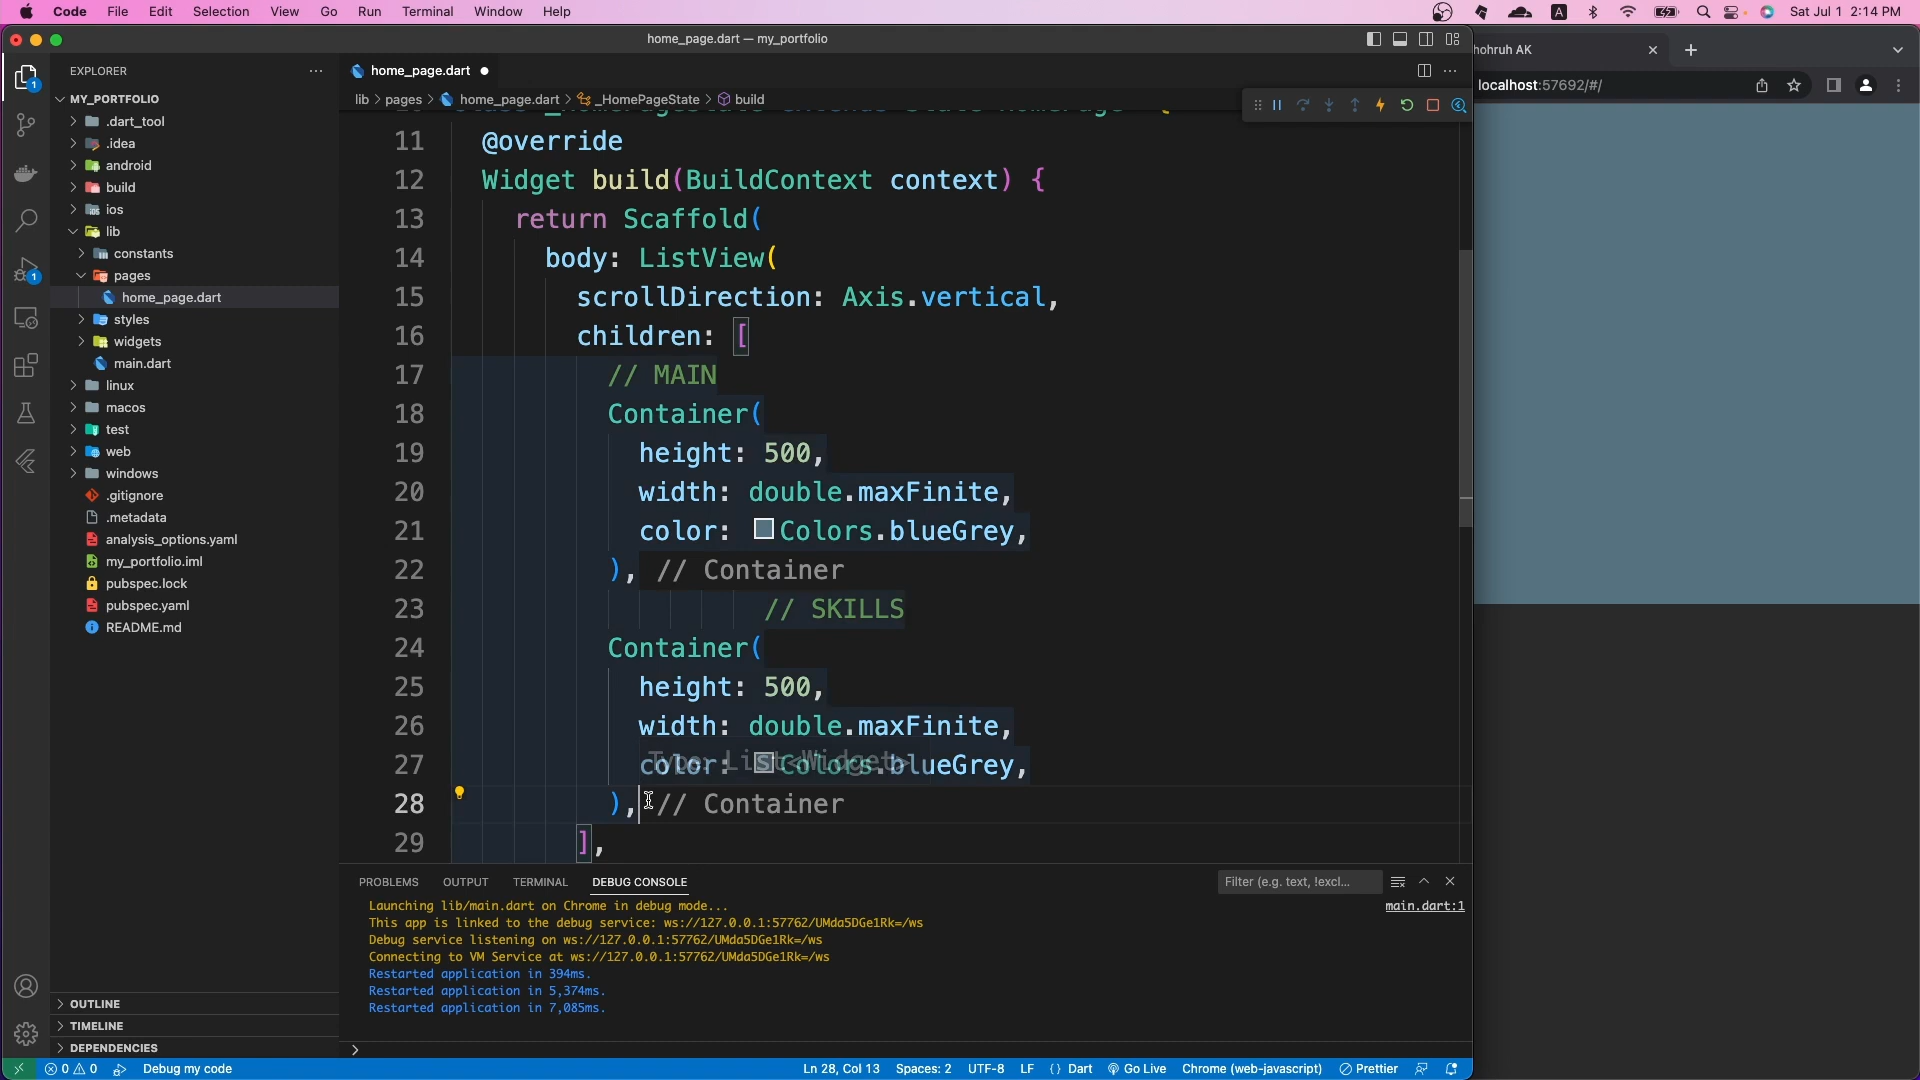 Code File Edit Selection View Go Run Terminal Window Help
A
Sat Jul 1 2:14 PM
home_page.dart — my_portfolio
hohruh AK
localhost:57692/#/
EXPLORER
MY_PORTFOLIO
.dart_tool
.idea
android
build
ios
lib
constants
pages
home_page.dart
styles
widgets
main.dart
linux
macos
test
web
windows
.gitignore
.metadata
analysis_options.yaml
my_portfolio.iml
pubspec.lock
pubspec.yaml
README.md
OUTLINE
TIMELINE
DEPENDENCIES
1
1
home_page.dart
lib > pages > home_page.dart > _HomePageState > build
11 @override
12 Widget build(BuildContext context) {
13 return Scaffold(
14 body: ListView(
15 scrollDirection: Axis.vertical,
16 children: [
17 // MAIN
18 Container(
19 height: 500,
20 width: double.maxFinite,
21 color: Colors.blueGrey,
22 ), // Container
23 // SKILLS
24 Container(
25 height: 500,
26 width: double.maxFinite,
27 color: Colors.blueGrey,
Type: List<Widget>
28 ), // Container
29 ],
PROBLEMS OUTPUT TERMINAL DEBUG CONSOLE
Filter (e.g. text, !excl...
Launching lib/main.dart on Chrome in debug mode...
main.dart:1
This app is linked to the debug service: ws://127.0.0.1:57762/UMda5DGe1Rk=/ws
Debug service listening on ws://127.0.0.1:57762/UMda5DGe1Rk=/ws
Connecting to VM Service at ws://127.0.0.1:57762/UMda5DGe1Rk=/ws
Restarted application in 394ms.
Restarted application in 5,374ms.
Restarted application in 7,085ms.
0 0 Debug my code
Ln 28, Col 13 Spaces: 2 UTF-8 LF {} Dart Go Live Chrome (web-javascript) Prettier